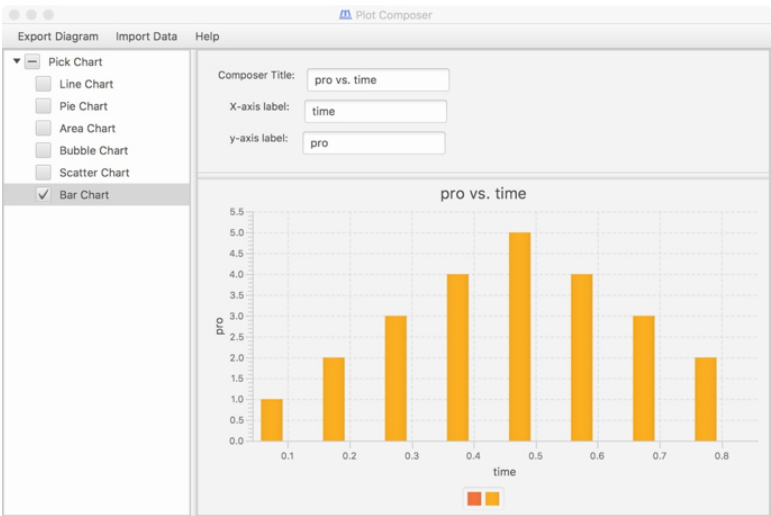 Plot Composer
Export Diagram Import Data Help
Pick Chart
Line Chart
Pie Chart
Area Chart
Bubble Chart
Scatter Chart
Bar Chart
Composer Title: pro vs. time
X-axis label: time
y-axis label: pro
pro vs. time
5.5
5.0
4.5
4.0
3.5
3.0
2.5
2.0
1.5
1.0
0.5
0.0
pro
0.1 0.2 0.3 0.4 0.5 0.6 0.7 0.8
time